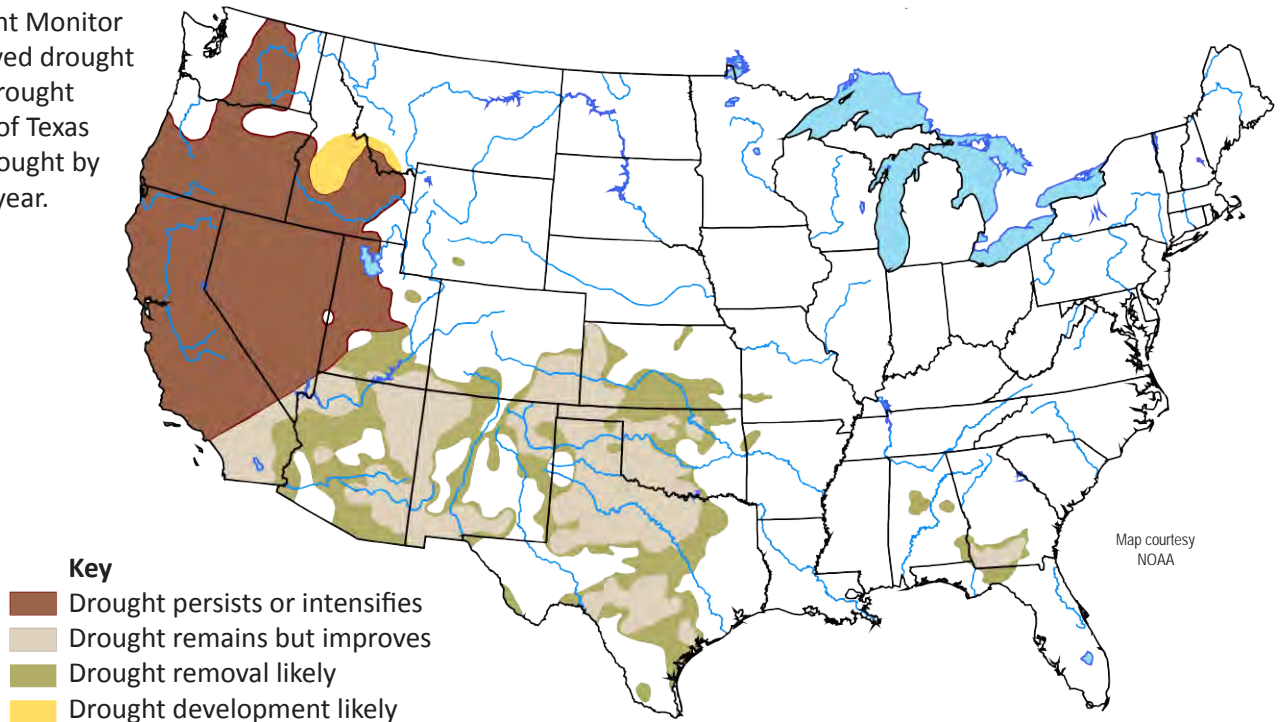 nt Monitor
ved drought
rought
of Texas
ought by
year.
Map courtesy
NOAA
Key
Drought persists or intensifies
Drought remains but improves
Drought removal likely
Drought development likely